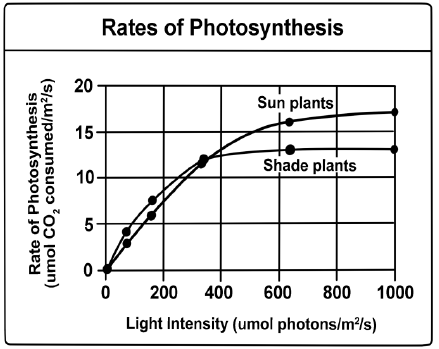 Rates of Photosynthesis
Rate of Photosynthesis
(umol CO₂ consumed/m²/s)
20
15
10
5
0
Sun plants
Shade plants
0 200 400 600 800 1000
Light Intensity (umol photons/m²/s)